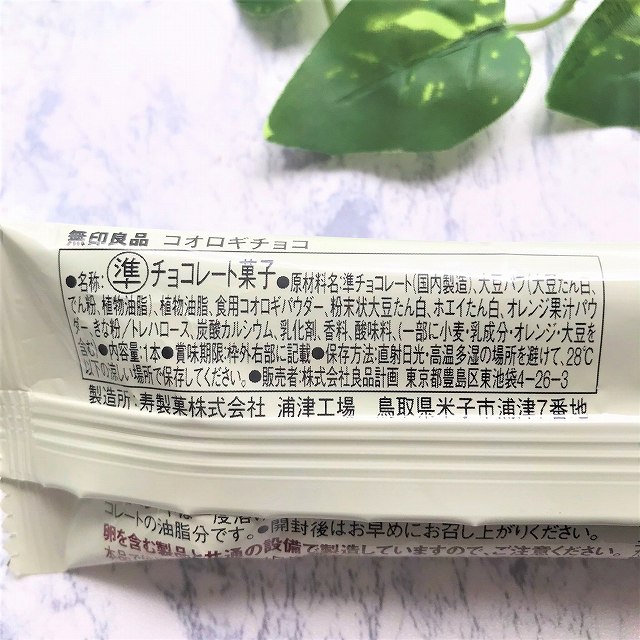 無印良品 コオロギチョコ
●名称:準チョコレート菓子●原材料名:準チョコレート(国内製造)、大豆パフ(大豆たん白、
でん粉、植物油脂)、植物油脂、食用コオロギパウダー、粉末状大豆たん白、ホエイたん白、オレンジ果汁パウ
ダー、きな粉/トレハロース、炭酸カルシウム、乳化剤、香料、酸味料、(一部に小麦・乳成分・オレンジ・大豆を
含む)●内容量:1本●賞味期限:枠外右部に記載●保存方法:直射日光・高温多湿の場所を避けて、28℃
以下の涼しい場所で保存してください。●販売者:株式会社良品計画 東京都豊島区東池袋4-26-3
製造所:寿製菓株式会社 浦津工場 鳥取県米子市浦津7番地
コレートの油脂分です。●開封後はお早めにお召し上がりください。
卵を含む製品と共通の設備で製造していますので、ご注意ください。